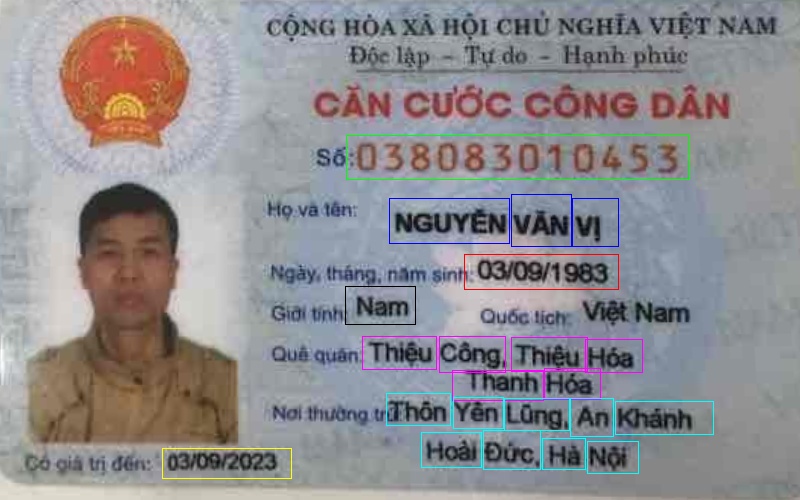 CỘNG HÒA XÃ HỘI CHỦ NGHĨA VIỆT NAM
Độc lập - Tự do - Hạnh phúc
CĂN CƯỚC CÔNG DÂN
Số: 038083010453
Họ và tên: NGUYỄN VĂN VỊ
Ngày, tháng, năm sinh: 03/09/1983
Giới tính: Nam Quốc tịch: Việt Nam
Quê quán: Thiệu Công, Thiệu Hóa
Thanh Hóa
Nơi thường trú: Thôn Yên Lũng, An Khánh
Hoài Đức, Hà Nội
Có giá trị đến: 03/09/2023